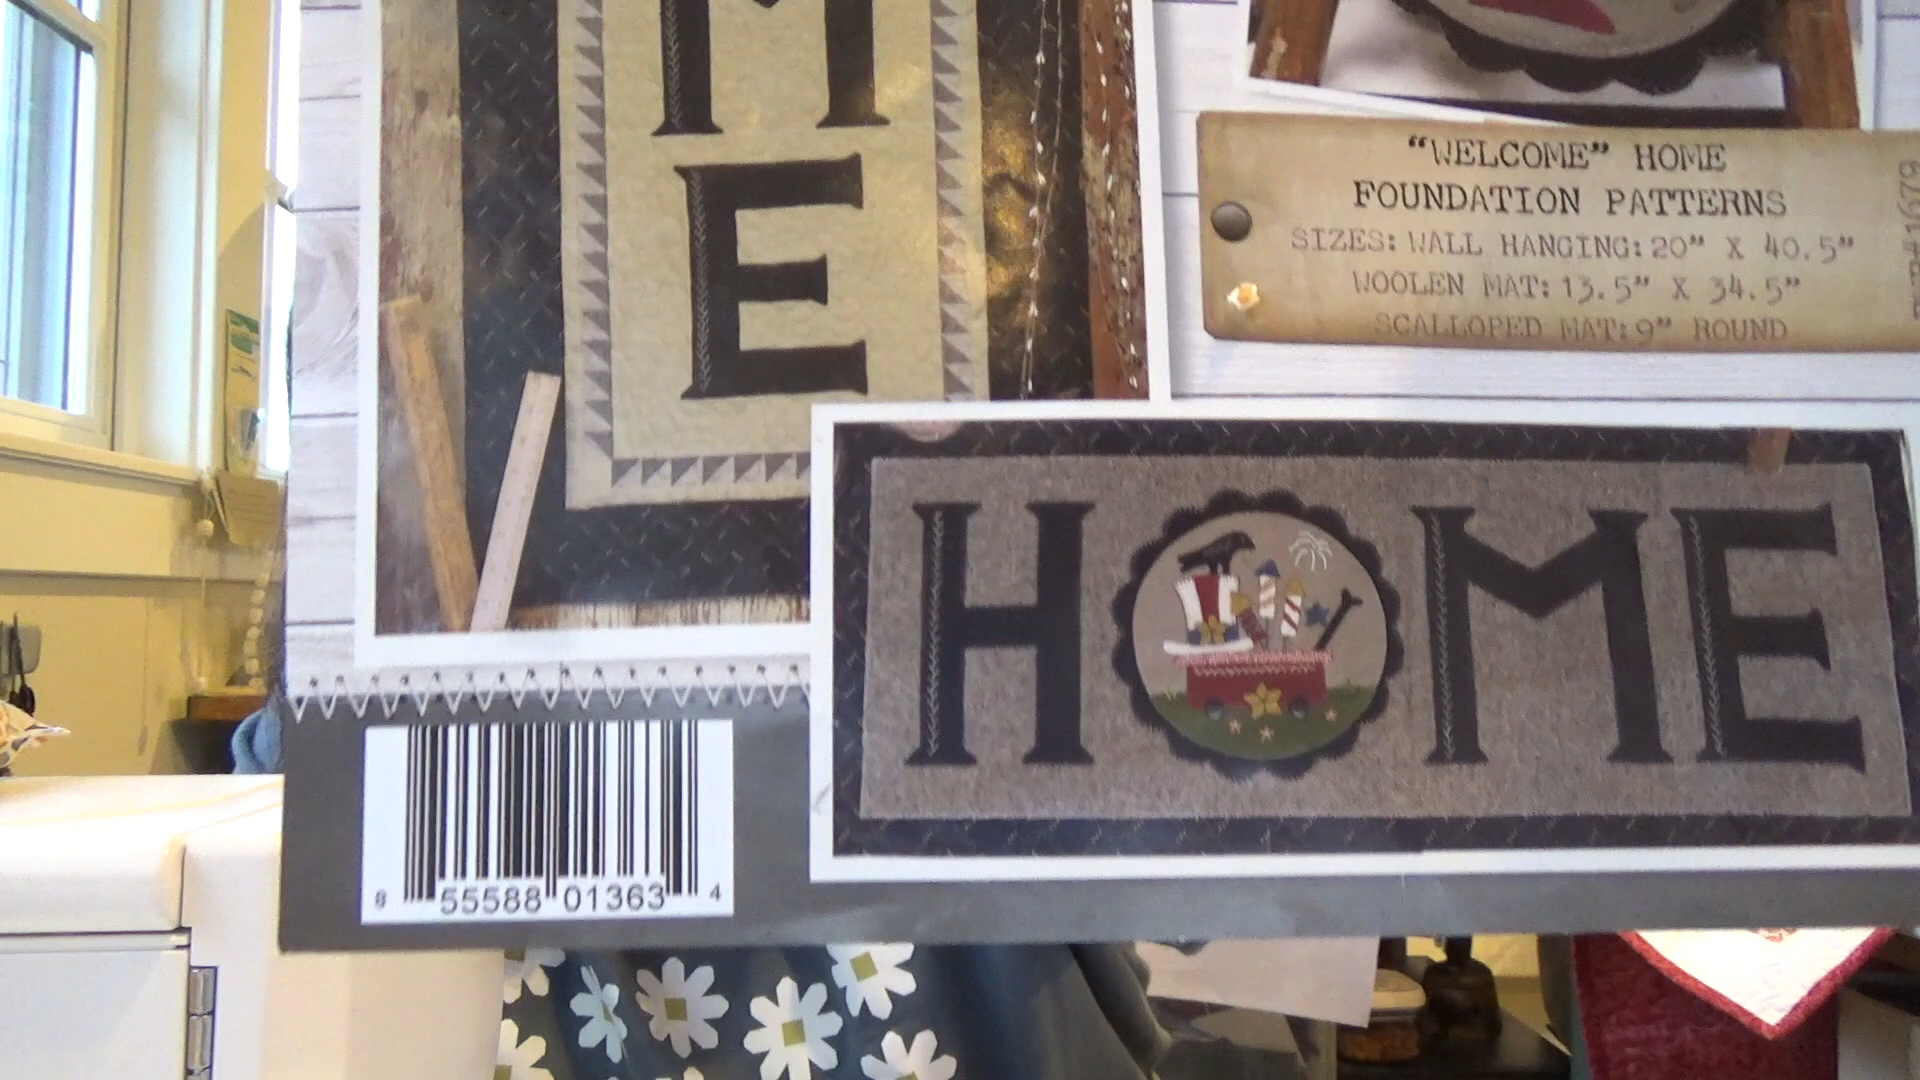 M
E
“WELCOME” HOME
FOUNDATION PATTERNS
SIZES: WALL HANGING: 20” X 40.5”
WOOLEN MAT: 13.5” X 34.5”
SCALLOPED MAT: 9” ROUND
HOME
8 55588 01363 4